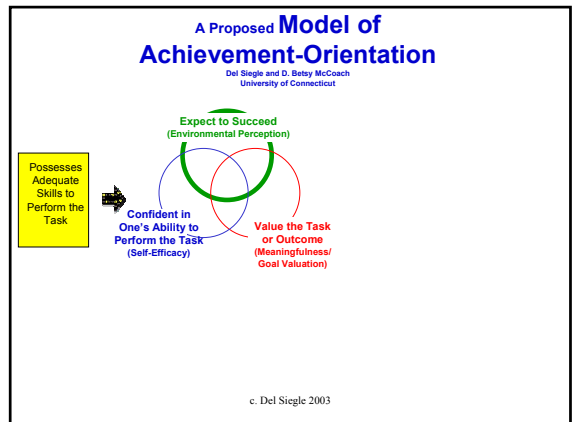 A Proposed Model of
Achievement-Orientation
Del Siegle and D. Betsy McCoach
University of Connecticut
Expect to Succeed
(Environmental Perception)
Possesses
Adequate
Skills to
Perform the
Task
Confident in
One's Ability to
Perform the Task
(Self-Efficacy)
Value the Task
or Outcome
(Meaningfulness/
Goal Valuation)
c. Del Siegle 2003